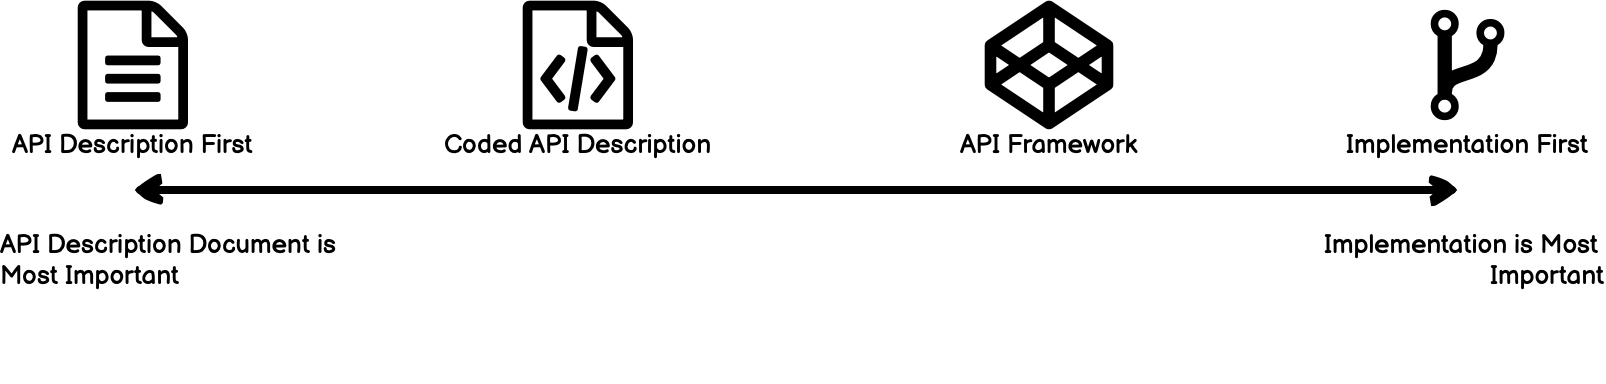 API Description First
Coded API Description
API Framework
Implementation First
API Description Document is
Most Important
Implementation is Most
Important